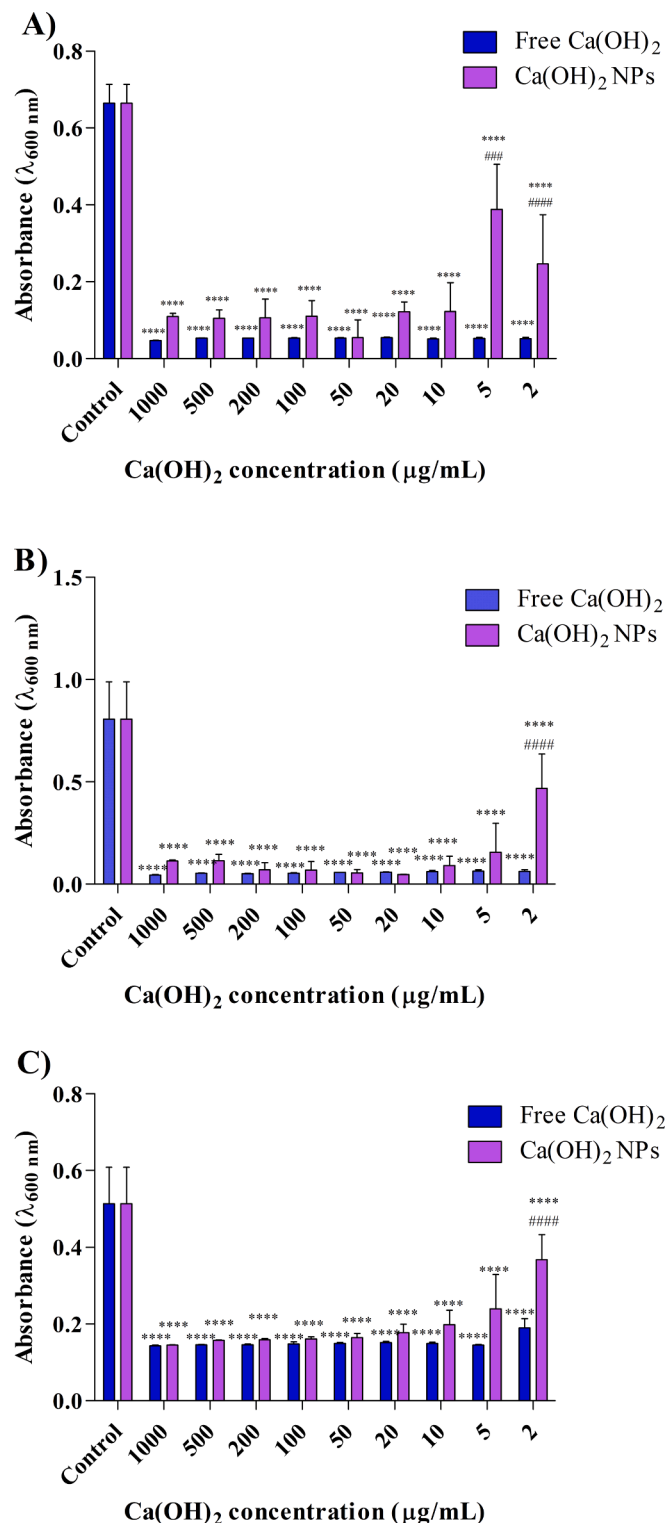 A)
Free Ca(OH)2
Ca(OH)2 NPs
Absorbance (λ600 nm)
0.8
0.6
0.4
0.2
0.0
**** **** **** **** **** **** **** **** ****
**** **** **** **** **** **** **** **** ****
### ####
Control 1000 500 200 100 50 20 10 5 2
Ca(OH)2 concentration (μg/mL)
B)
Free Ca(OH)2
Ca(OH)2 NPs
Absorbance (λ600 nm)
1.5
1.0
0.5
0.0
**** **** **** **** **** **** **** **** ****
**** **** **** **** **** **** **** **** ****
####
Control 1000 500 200 100 50 20 10 5 2
Ca(OH)2 concentration (μg/mL)
C)
Free Ca(OH)2
Ca(OH)2 NPs
Absorbance (λ600 nm)
0.8
0.6
0.4
0.2
0.0
**** **** **** **** **** **** **** **** ****
**** **** **** **** **** **** **** **** ****
####
Control 1000 500 200 100 50 20 10 5 2
Ca(OH)2 concentration (μg/mL)